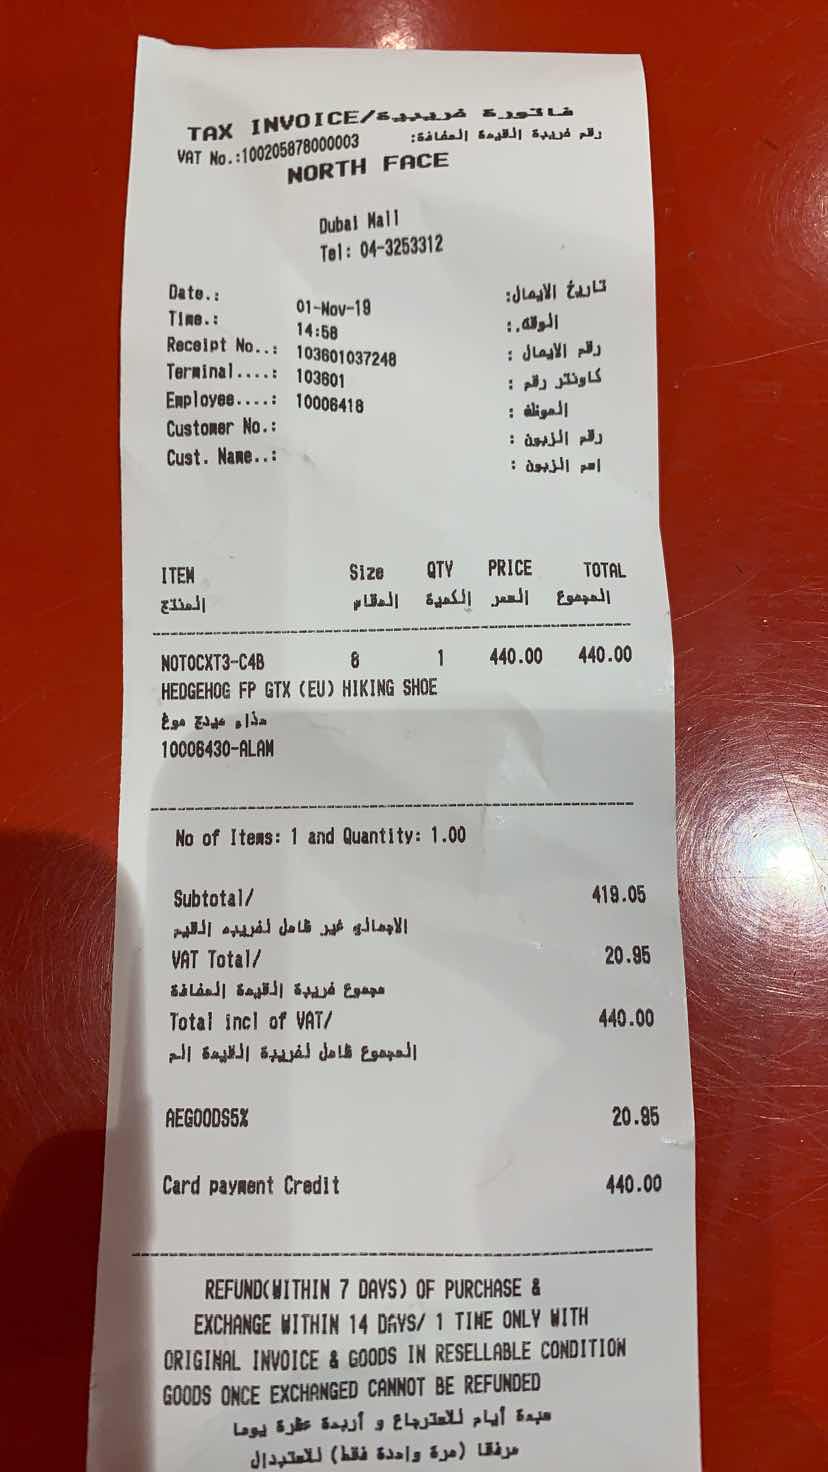 TAX INVOICE/فاتورة ضريبية
VAT No.:100205878000003 رقم ضريبة القيمة المضافة:
NORTH FACE
Dubai Mall
Tel: 04-3253312
Date.: 01-Nov-19 تاريخ الايصال:
Time.: 14:58 الوقت.:
Receipt No..: 103601037248 رقم الايصال :
Terminal....: 103601 كاونتر رقم :
Employee....: 10006418 الموظف :
Customer No.: رقم الزبون :
Cust. Name..: اسم الزبون :
ITEM Size QTY PRICE TOTAL
المنتج المقاس الكمية السعر المجموع
NOTOCXT3-C4B 8 1 440.00 440.00
HEDGEHOG FP GTX (EU) HIKING SHOE
حذاء
10006430-ALAM
No of Items: 1 and Quantity: 1.00
Subtotal/ 419.05
الاجمالي غير شامل لضريبه القيم
VAT Total/ 20.95
مجموع ضريبة القيمة المضافة
Total incl of VAT/ 440.00
المجموع شامل لضريبة القيمة الم
AEGOODS5% 20.95
Card payment Credit 440.00
REFUND(WITHIN 7 DAYS) OF PURCHASE &
EXCHANGE WITHIN 14 DAYS/ 1 TIME ONLY WITH
ORIGINAL INVOICE & GOODS IN RESELLABLE CONDITION
GOODS ONCE EXCHANGED CANNOT BE REFUNDED
سبعة أيام للاسترجاع و أربعة عشرة يوما
مرفقا (مرة واحدة فقط) للاستبدال